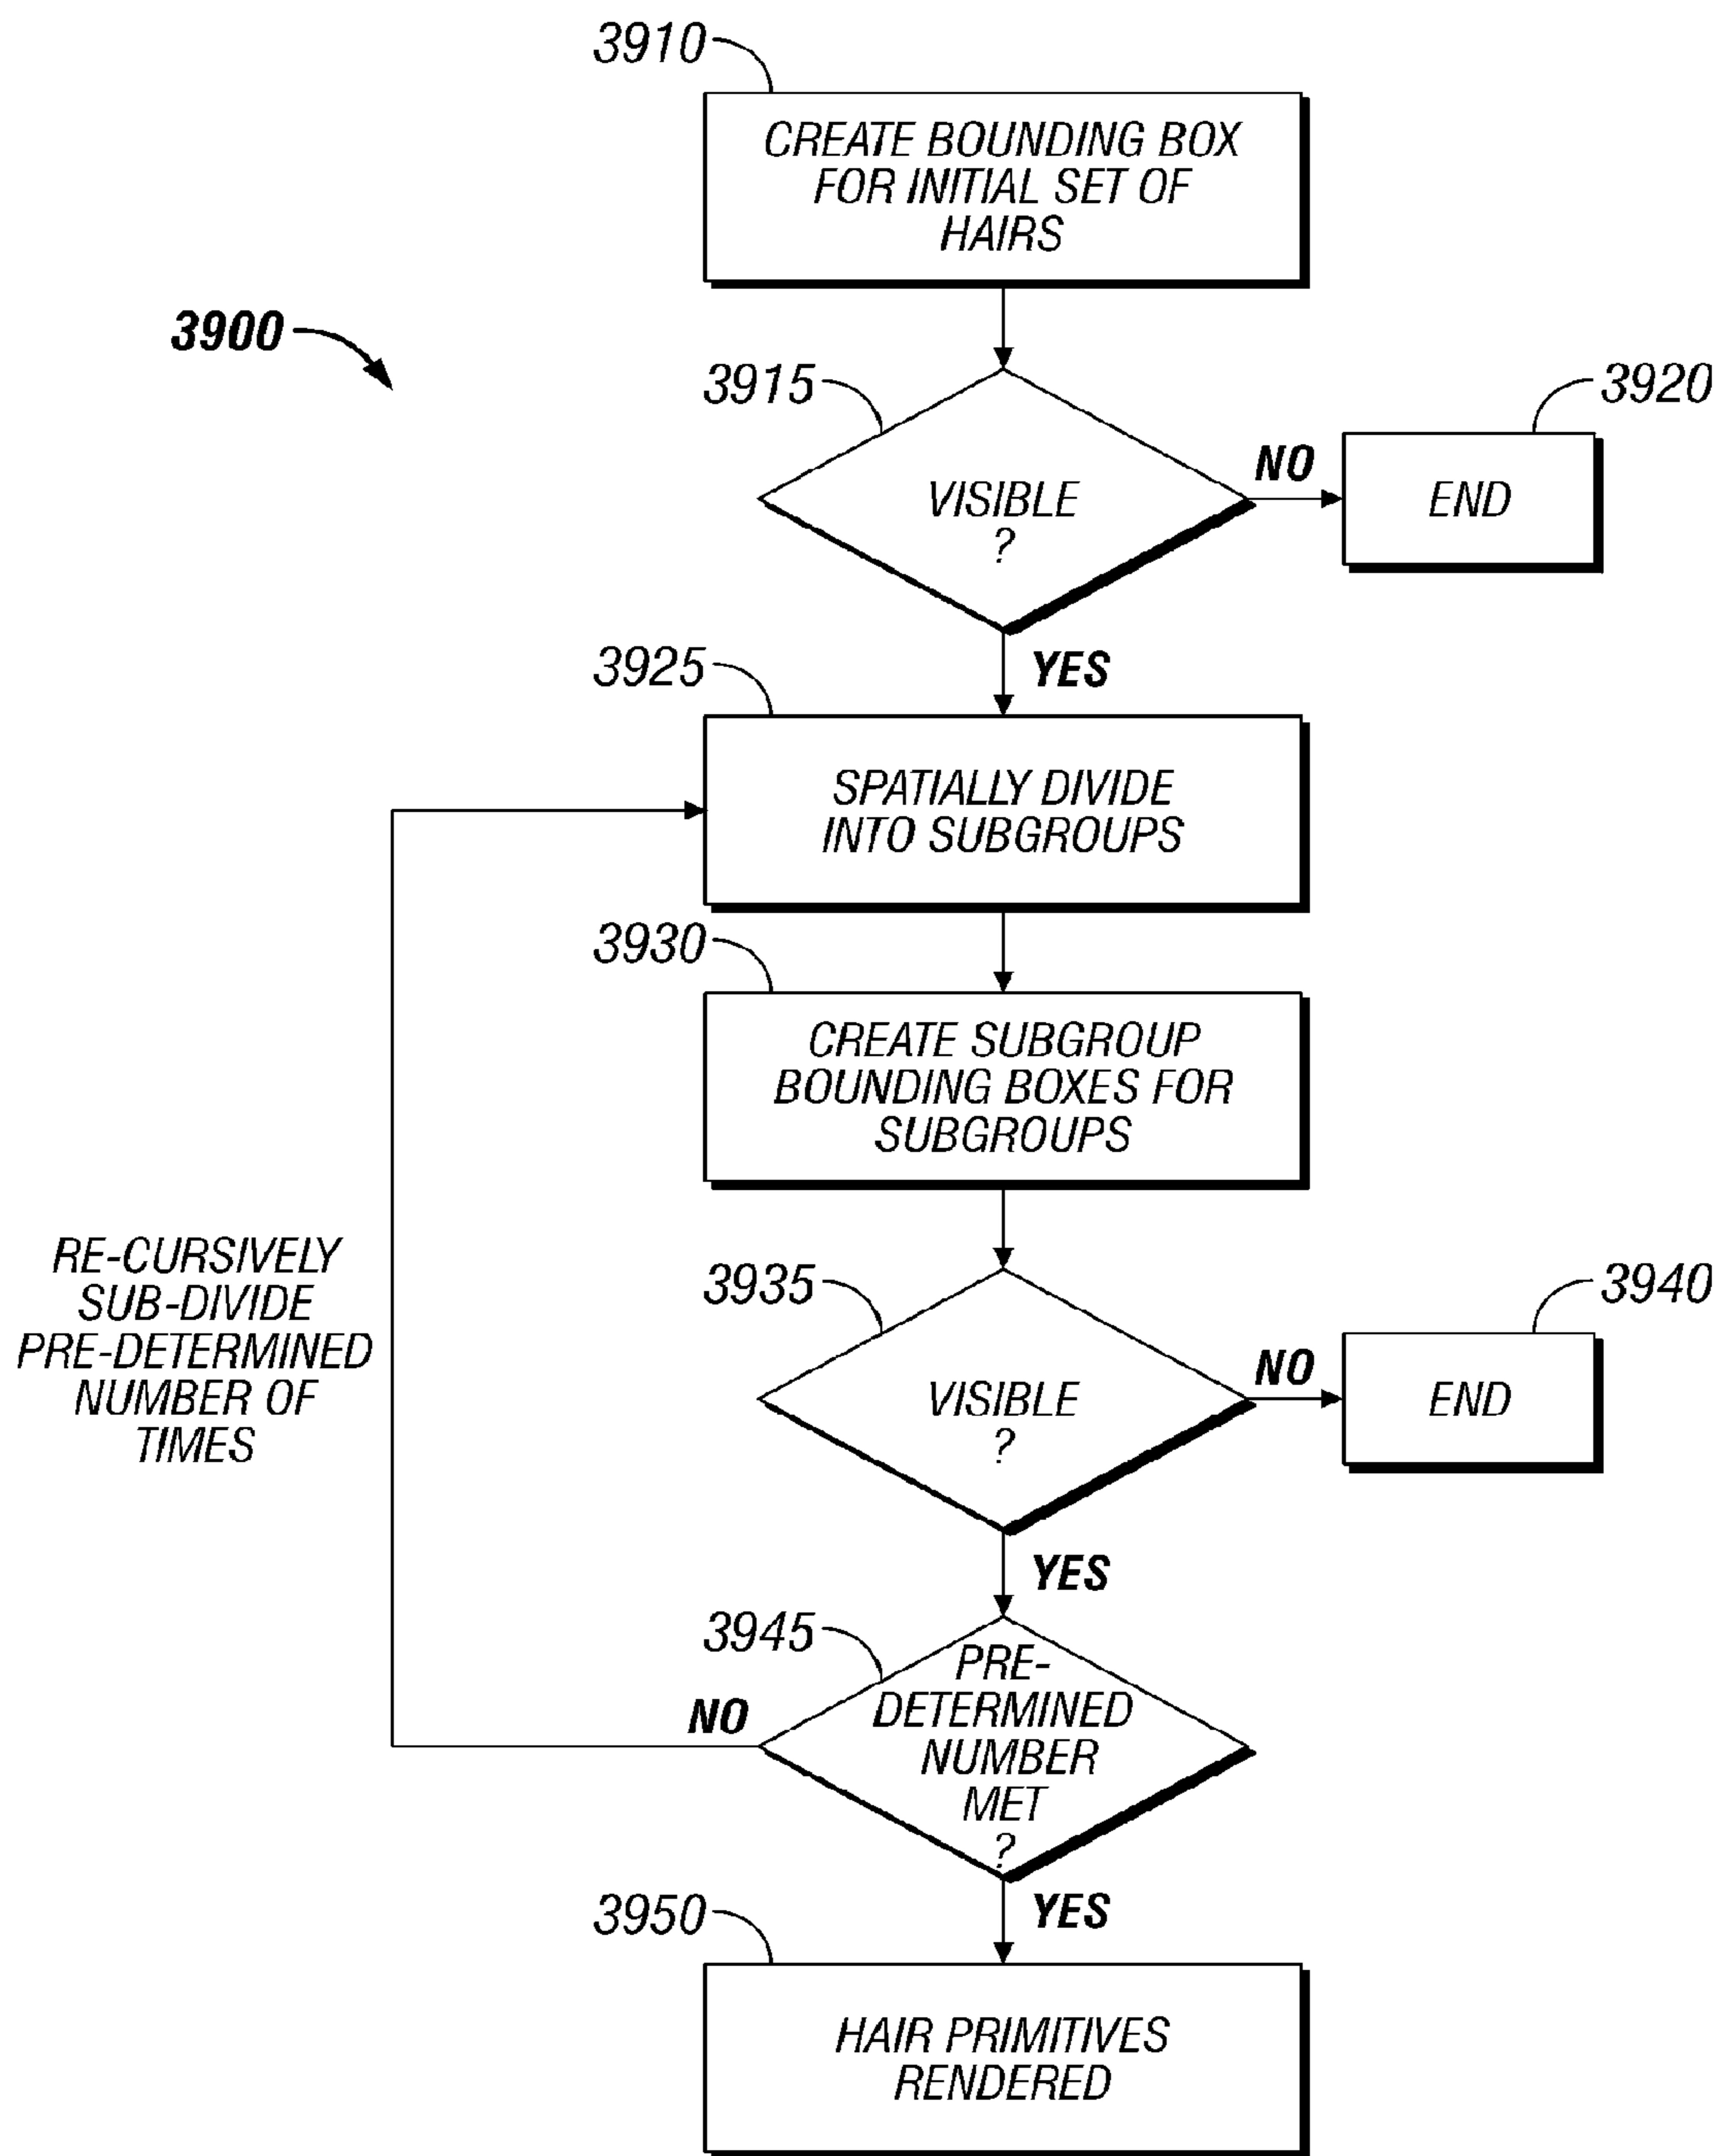 3910
CREATE BOUNDING BOX
FOR INITIAL SET OF
HAIRS
3900
3915
VISIBLE
?
NO
3920
END
YES
3925
SPATIALLY DIVIDE
INTO SUBGROUPS
3930
CREATE SUBGROUP
BOUNDING BOXES FOR
SUBGROUPS
RE-CURSIVELY
SUB-DIVIDE
PRE-DETERMINED
NUMBER OF
TIMES
3935
VISIBLE
?
NO
3940
END
YES
3945
PRE-
DETERMINED
NUMBER
MET
?
NO
YES
3950
HAIR PRIMITIVES
RENDERED